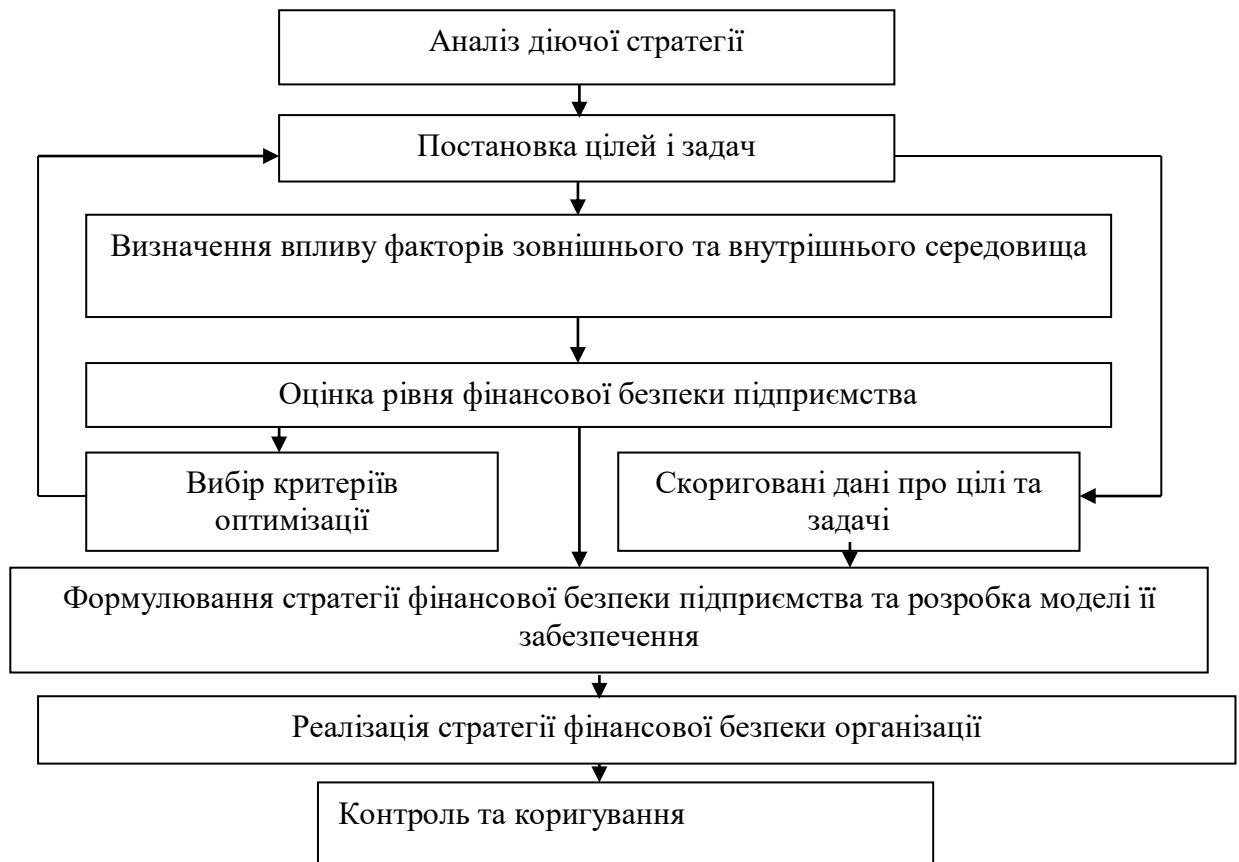 Аналіз діючої стратегії
Постановка цілей і задач
Визначення впливу факторів зовнішнього та внутрішнього середовища
Оцінка рівня фінансової безпеки підприємства
Вибір критеріїв
оптимізації
Скориговані дані про цілі та
задачі
Формулювання стратегії фінансової безпеки підприємства та розробка моделі її
забезпечення
Реалізація стратегії фінансової безпеки організації
Контроль та коригування